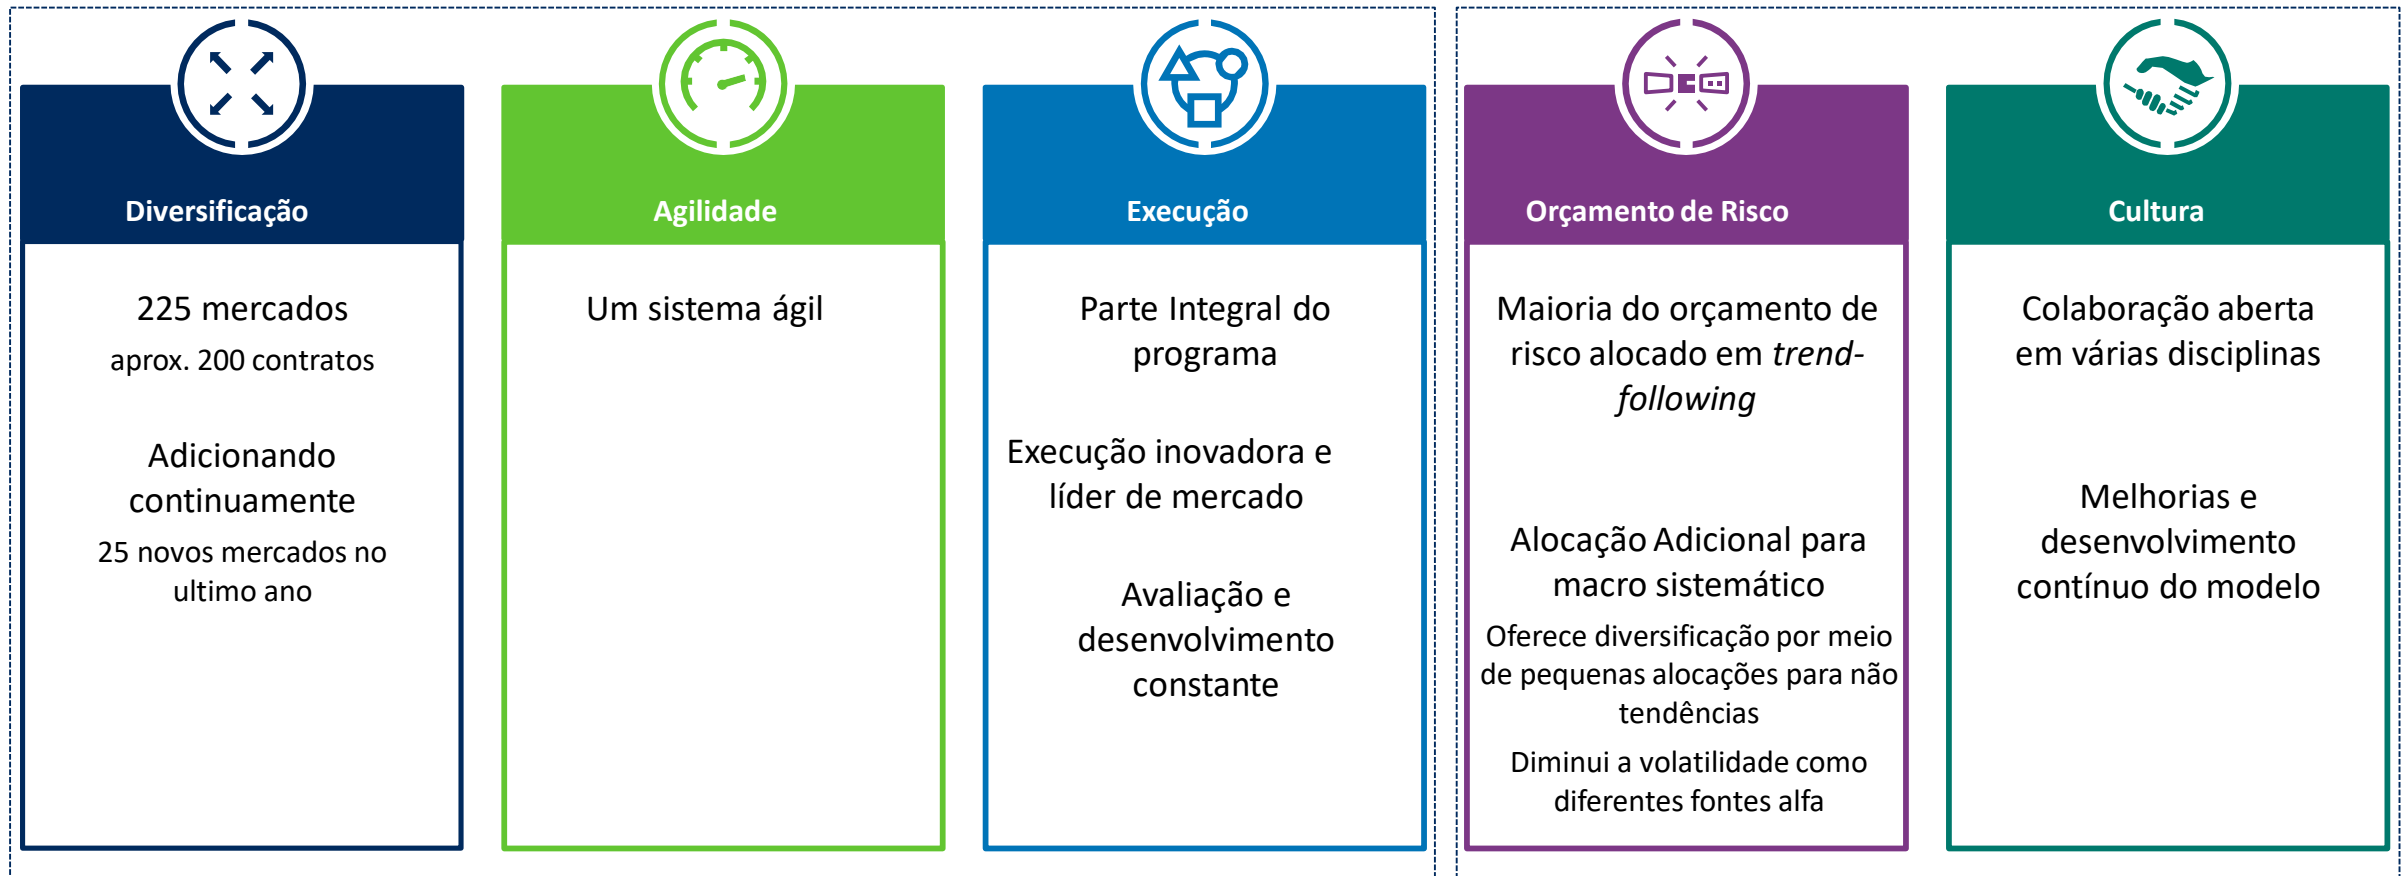 Diversificação
225 mercados
aprox. 200 contratos
Adicionando
continuamente
25 novos mercados no
ultimo ano
Agilidade
Um sistema ágil
Execução
Parte Integral do
programa
Execução inovadora e
líder de mercado
Avaliação e
desenvolvimento
constante
Orçamento de Risco
Maioria do orçamento de
risco alocado em trend-
following
Alocação Adicional para
macro sistemático
Oferece diversificação por meio
de pequenas alocações para não
tendências
Diminui a volatilidade como
diferentes fontes alfa
Cultura
Colaboração aberta
em várias disciplinas
Melhorias e
desenvolvimento
contínuo do modelo